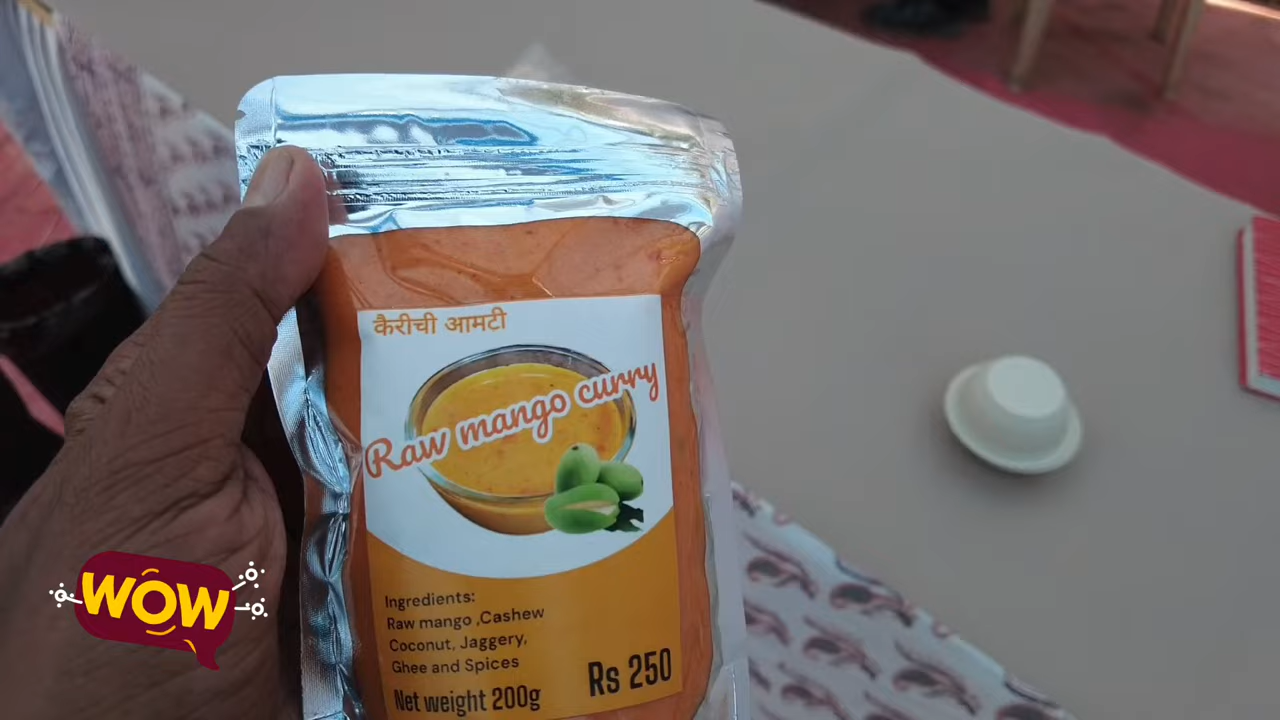 कैरीची आमटी
Raw mango curry
Ingredients:
Raw mango ,Cashew
Coconut, Jaggery,
Ghee and Spices
Net weight 200g
Rs 250
WOW